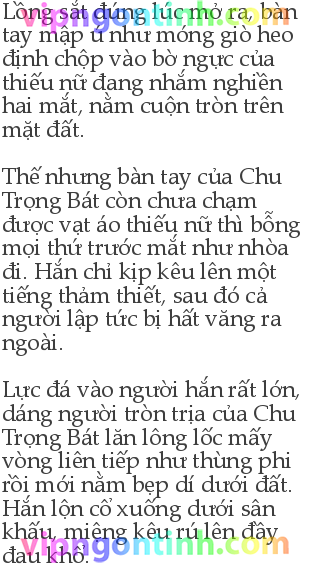 Lồng sắt đúng lúc mở ra, bàn
tay mập ú như móng giò heo
định chộp vào bờ ngực của
thiếu nữ đang nhắm nghiền
hai mắt, nằm cuộn tròn trên
mặt đất.
Thế nhưng bàn tay của Chu
Trọng Bát còn chưa chạm
được vạt áo thiếu nữ thì bỗng
mọi thứ trước mắt như nhòa
đi. Hắn chỉ kịp kêu lên một
tiếng thảm thiết, sau đó cả
người lập tức bị hất văng ra
ngoài.
Lực đá vào người hắn rất lớn,
dáng người tròn trịa của Chu
Trọng Bát lăn lông lốc mấy
vòng liên tiếp như thùng phi
rồi mới nằm bẹp dí dưới đất.
Hắn lộn cổ xuống dưới sân
khấu, miệng kêu rú lên đầy
đau khổ.
vipngontinh.com
vipngontinh.com